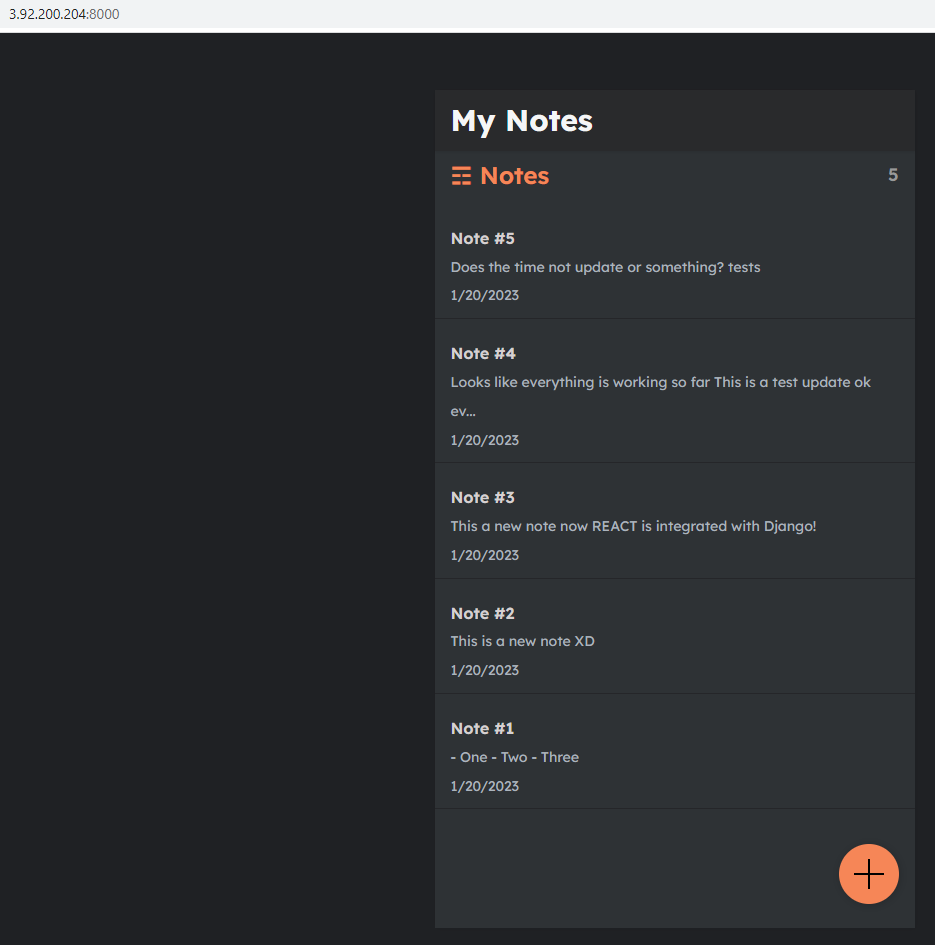 3.92.200.204:8000
My Notes
Notes 5
Note #5
Does the time not update or something? tests
1/20/2023
Note #4
Looks like everything is working so far This is a test update ok
ev...
1/20/2023
Note #3
This a new note now REACT is integrated with Django!
1/20/2023
Note #2
This is a new note XD
1/20/2023
Note #1
- One - Two - Three
1/20/2023